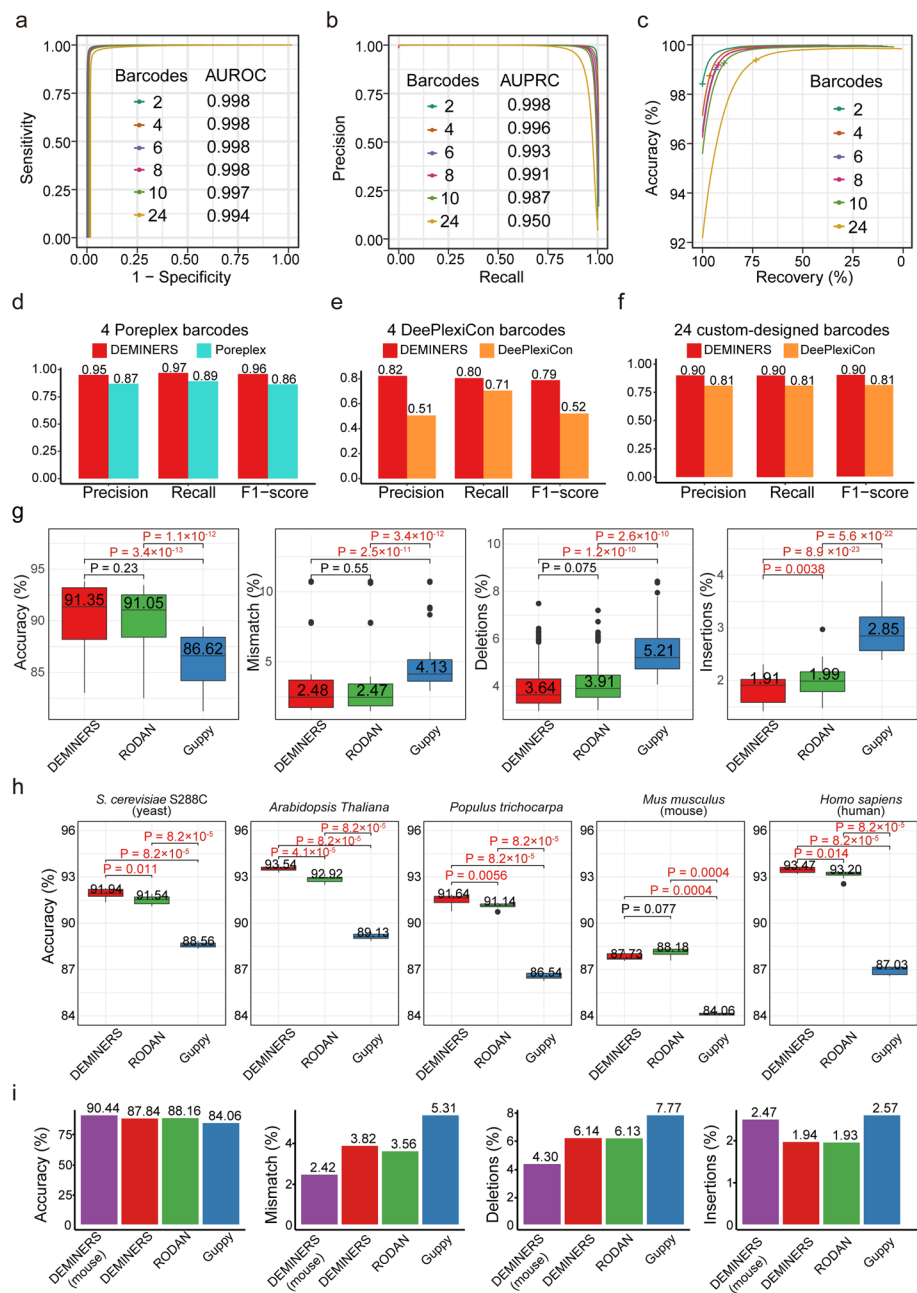 a
1.00
0.75
0.50
0.25
0.00
Sensitivity
Barcodes AUROC
2 0.998
4 0.998
6 0.998
8 0.998
10 0.997
24 0.994
0.00 0.25 0.50 0.75 1.00
1 − Specificity
b
1.00
0.75
0.50
0.25
0.00
Precision
Barcodes AUPRC
2 0.998
4 0.996
6 0.993
8 0.991
10 0.987
24 0.950
0.00 0.25 0.50 0.75 1.00
Recall
c
100
98
96
94
92
Accuracy (%)
Barcodes
2
4
6
8
10
24
100 75 50 25 0
Recovery (%)
d
4 Poreplex barcodes
DEMINERS Poreplex
1.00
0.75
0.50
0.25
0.00
0.95 0.87 0.97 0.89 0.96 0.86
Precision Recall F1−score
e
4 DeePlexiCon barcodes
DEMINERS DeePlexiCon
0.8
0.6
0.4
0.2
0.0
0.82 0.51 0.80 0.71 0.79 0.52
Precision Recall F1−score
f
24 custom-designed barcodes
DEMINERS DeePlexiCon
1.00
0.75
0.50
0.25
0.00
0.90 0.81 0.90 0.81 0.90 0.81
Precision Recall F1−score
g
P = 1.1×10⁻¹²
P = 3.4×10⁻¹³
P = 0.23
95
90
85
Accuracy (%)
91.35 91.05 86.62
DEMINERS RODAN Guppy
P = 3.4×10⁻¹²
P = 2.5×10⁻¹¹
P = 0.55
10
5
Mismatch (%)
2.48 2.47 4.13
DEMINERS RODAN Guppy
P = 2.6×10⁻¹⁰
P = 1.2×10⁻¹⁰
P = 0.075
10
8
6
4
Deletions (%)
3.64 3.91 5.21
DEMINERS RODAN Guppy
P = 5.6 ×10⁻²²
P = 8.9 ×10⁻²³
P = 0.0038
4
3
2
Insertions (%)
1.91 1.99 2.85
DEMINERS RODAN Guppy
h
S. cerevisiae S288C
(yeast)
P = 8.2×10⁻⁵
P = 8.2×10⁻⁵
P = 0.011
96
93
90
87
84
Accuracy (%)
91.94 91.54 88.56
DEMINERS RODAN Guppy
Arabidopsis Thaliana
P = 8.2×10⁻⁵
P = 8.2×10⁻⁵
P = 4.1×10⁻⁵
96
93
90
87
84
93.54 92.92 89.13
DEMINERS RODAN Guppy
Populus trichocarpa
P = 8.2×10⁻⁵
P = 8.2×10⁻⁵
P = 0.0056
96
93
90
87
84
91.64 91.14 86.54
DEMINERS RODAN Guppy
Mus musculus
(mouse)
P = 0.0004
P = 0.0004
P = 0.077
96
93
90
87
84
87.73 88.18 84.06
DEMINERS RODAN Guppy
Homo sapiens
(human)
P = 8.2×10⁻⁵
P = 8.2×10⁻⁵
P = 0.014
96
93
90
87
84
93.47 93.20 87.03
DEMINERS RODAN Guppy
i
75
50
25
0
Accuracy (%)
90.44 87.84 88.16 84.06
DEMINERS (mouse) DEMINERS RODAN Guppy
4
2
0
Mismatch (%)
2.42 3.82 3.56 5.31
DEMINERS (mouse) DEMINERS RODAN Guppy
8
6
4
2
0
Deletions (%)
4.30 6.14 6.13 7.77
DEMINERS (mouse) DEMINERS RODAN Guppy
2
1
0
Insertions (%)
2.47 1.94 1.93 2.57
DEMINERS (mouse) DEMINERS RODAN Guppy